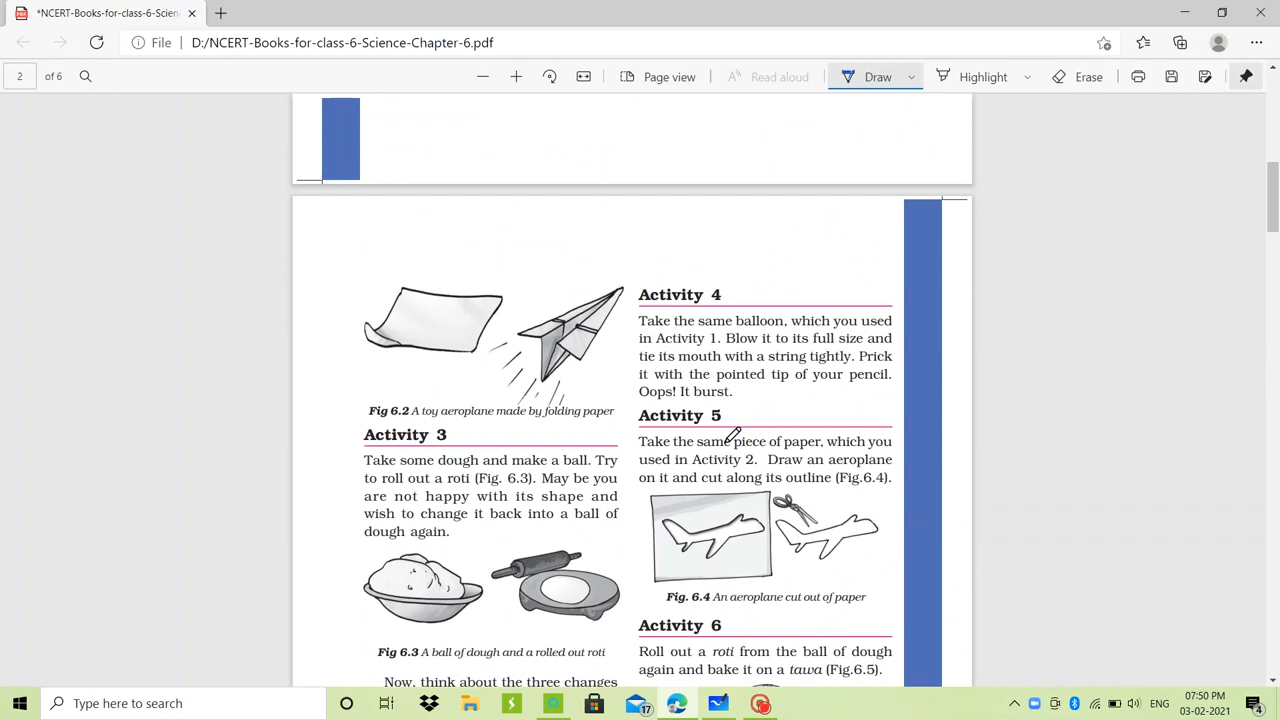 *NCERT-Books-for-class-6-Scien
File
D:/NCERT-Books-for-class-6-Science-Chapter-6.pdf
2
of 6
Page view
Read aloud
Draw
Highlight
Erase
Fig 6.2 A toy aeroplane made by folding paper
Activity 3
Take some dough and make a ball. Try
to roll out a roti (Fig. 6.3). May be you
are not happy with its shape and
wish to change it back into a ball of
dough again.
Fig 6.3 A ball of dough and a rolled out roti
Now, think about the three changes
Activity 4
Take the same balloon, which you used
in Activity 1. Blow it to its full size and
tie its mouth with a string tightly. Prick
it with the pointed tip of your pencil.
Oops! It burst.
Activity 5
Take the same piece of paper, which you
used in Activity 2. Draw an aeroplane
on it and cut along its outline (Fig.6.4).
Fig. 6.4 An aeroplane cut out of paper
Activity 6
Roll out a roti from the ball of dough
again and bake it on a tawa (Fig.6.5).
Type here to search
17
ENG
07:50 PM
03-02-2021
4